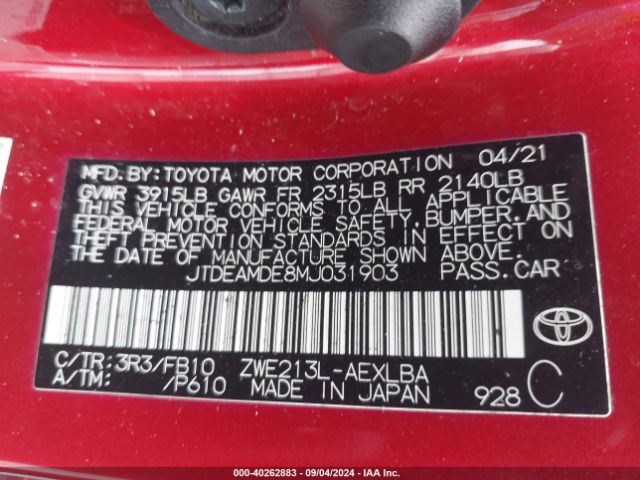 MFD. BY: TOYOTA MOTOR CORPORATION 04/21
GVWR 3915LB GAWR FR 2315LB RR 2140LB
THIS VEHICLE CONFORMS TO ALL APPLICABLE
FEDERAL MOTOR VEHICLE SAFETY, BUMPER, AND
THEFT PREVENTION STANDARDS IN EFFECT ON
THE DATE OF MANUFACTURE SHOWN ABOVE.
JTDEAMDE8MJ031903 PASS. CAR
C/TR: 3R3/FB10 ZWE213L-AEXLBA
A/TM: /P610 MADE IN JAPAN 928 C
TOYOTA
000-40262883 - 09/04/2024 - IAA Inc.